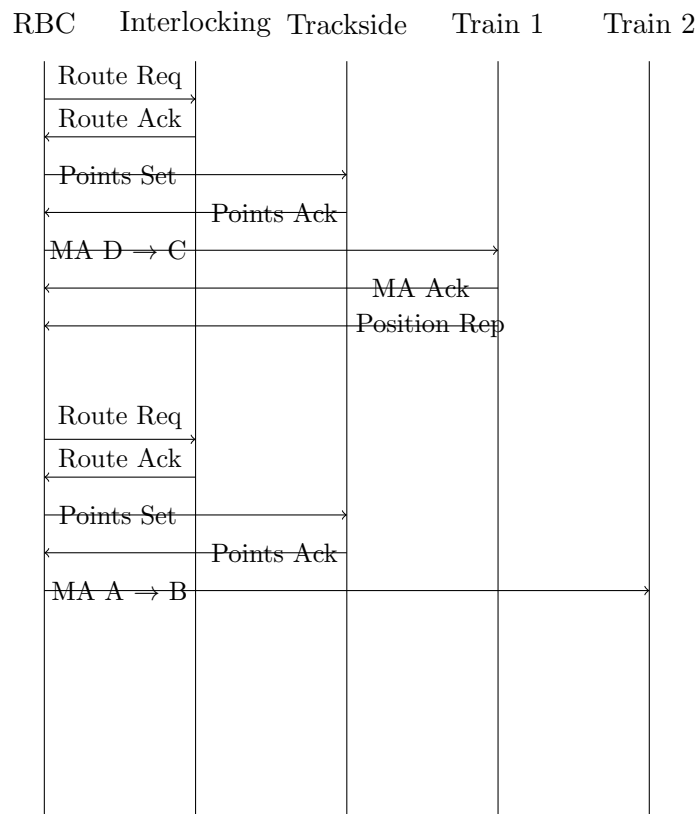 RBC Interlocking Trackside Train 1 Train 2
Route Req
Route Ack
Points Set
Points Ack
MA D → C
MA Ack
Position Rep
Route Req
Route Ack
Points Set
Points Ack
MA A → B